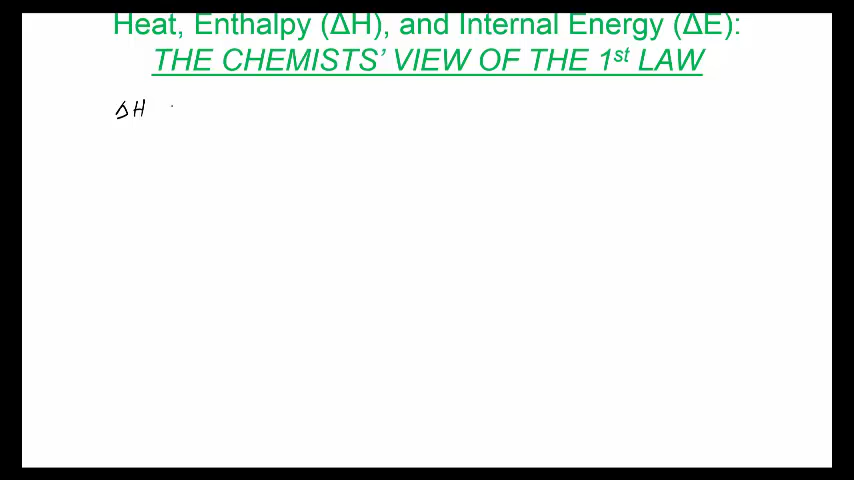 Heat, Enthalpy (ΔH), and Internal Energy (ΔE):
THE CHEMISTS’ VIEW OF THE 1st LAW
ΔH